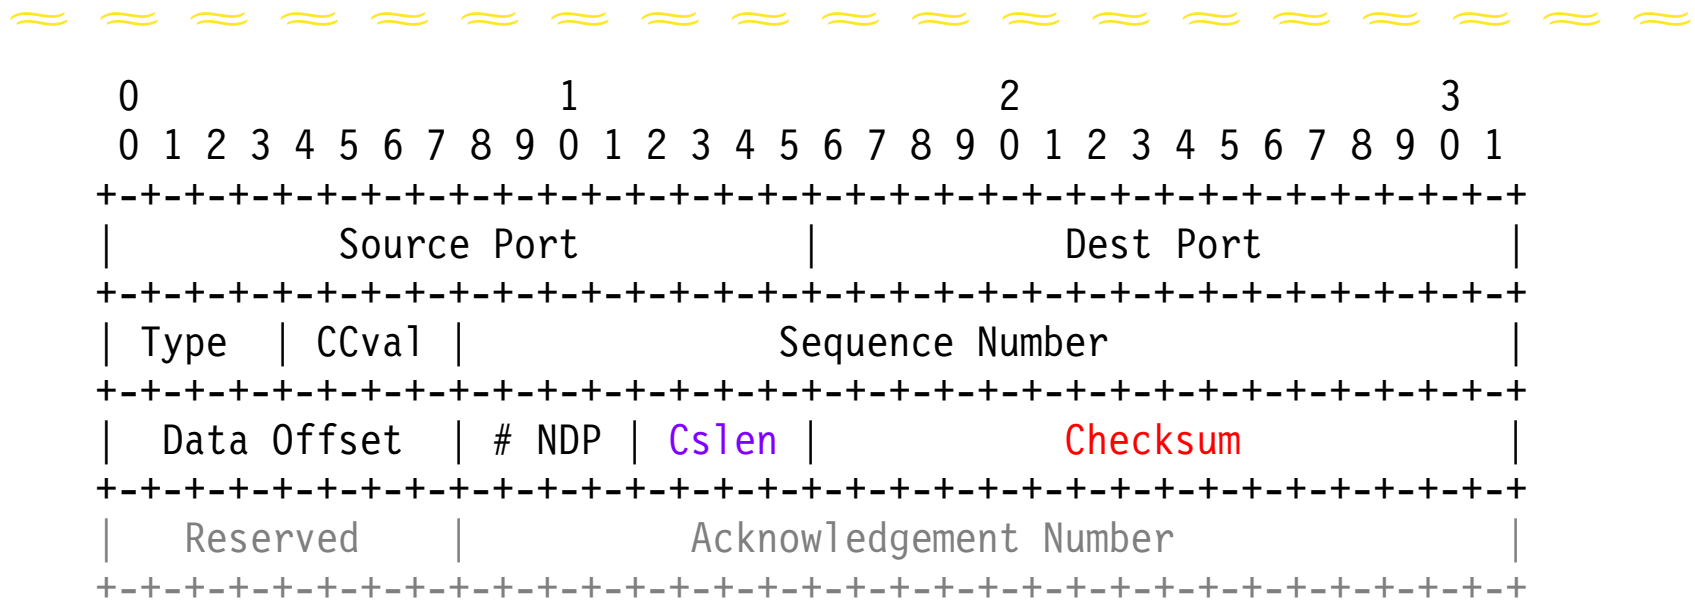 0                   1                   2                   3
0 1 2 3 4 5 6 7 8 9 0 1 2 3 4 5 6 7 8 9 0 1 2 3 4 5 6 7 8 9 0 1
+-+-+-+-+-+-+-+-+-+-+-+-+-+-+-+-+-+-+-+-+-+-+-+-+-+-+-+-+-+-+-+-+
|          Source Port          |           Dest Port           |
+-+-+-+-+-+-+-+-+-+-+-+-+-+-+-+-+-+-+-+-+-+-+-+-+-+-+-+-+-+-+-+-+
| Type  | CCval |              Sequence Number                  |
+-+-+-+-+-+-+-+-+-+-+-+-+-+-+-+-+-+-+-+-+-+-+-+-+-+-+-+-+-+-+-+-+
|  Data Offset  | # NDP | Cslen |           Checksum            |
+-+-+-+-+-+-+-+-+-+-+-+-+-+-+-+-+-+-+-+-+-+-+-+-+-+-+-+-+-+-+-+-+
|   Reserved    |          Acknowledgement Number               |
+-+-+-+-+-+-+-+-+-+-+-+-+-+-+-+-+-+-+-+-+-+-+-+-+-+-+-+-+-+-+-+-+